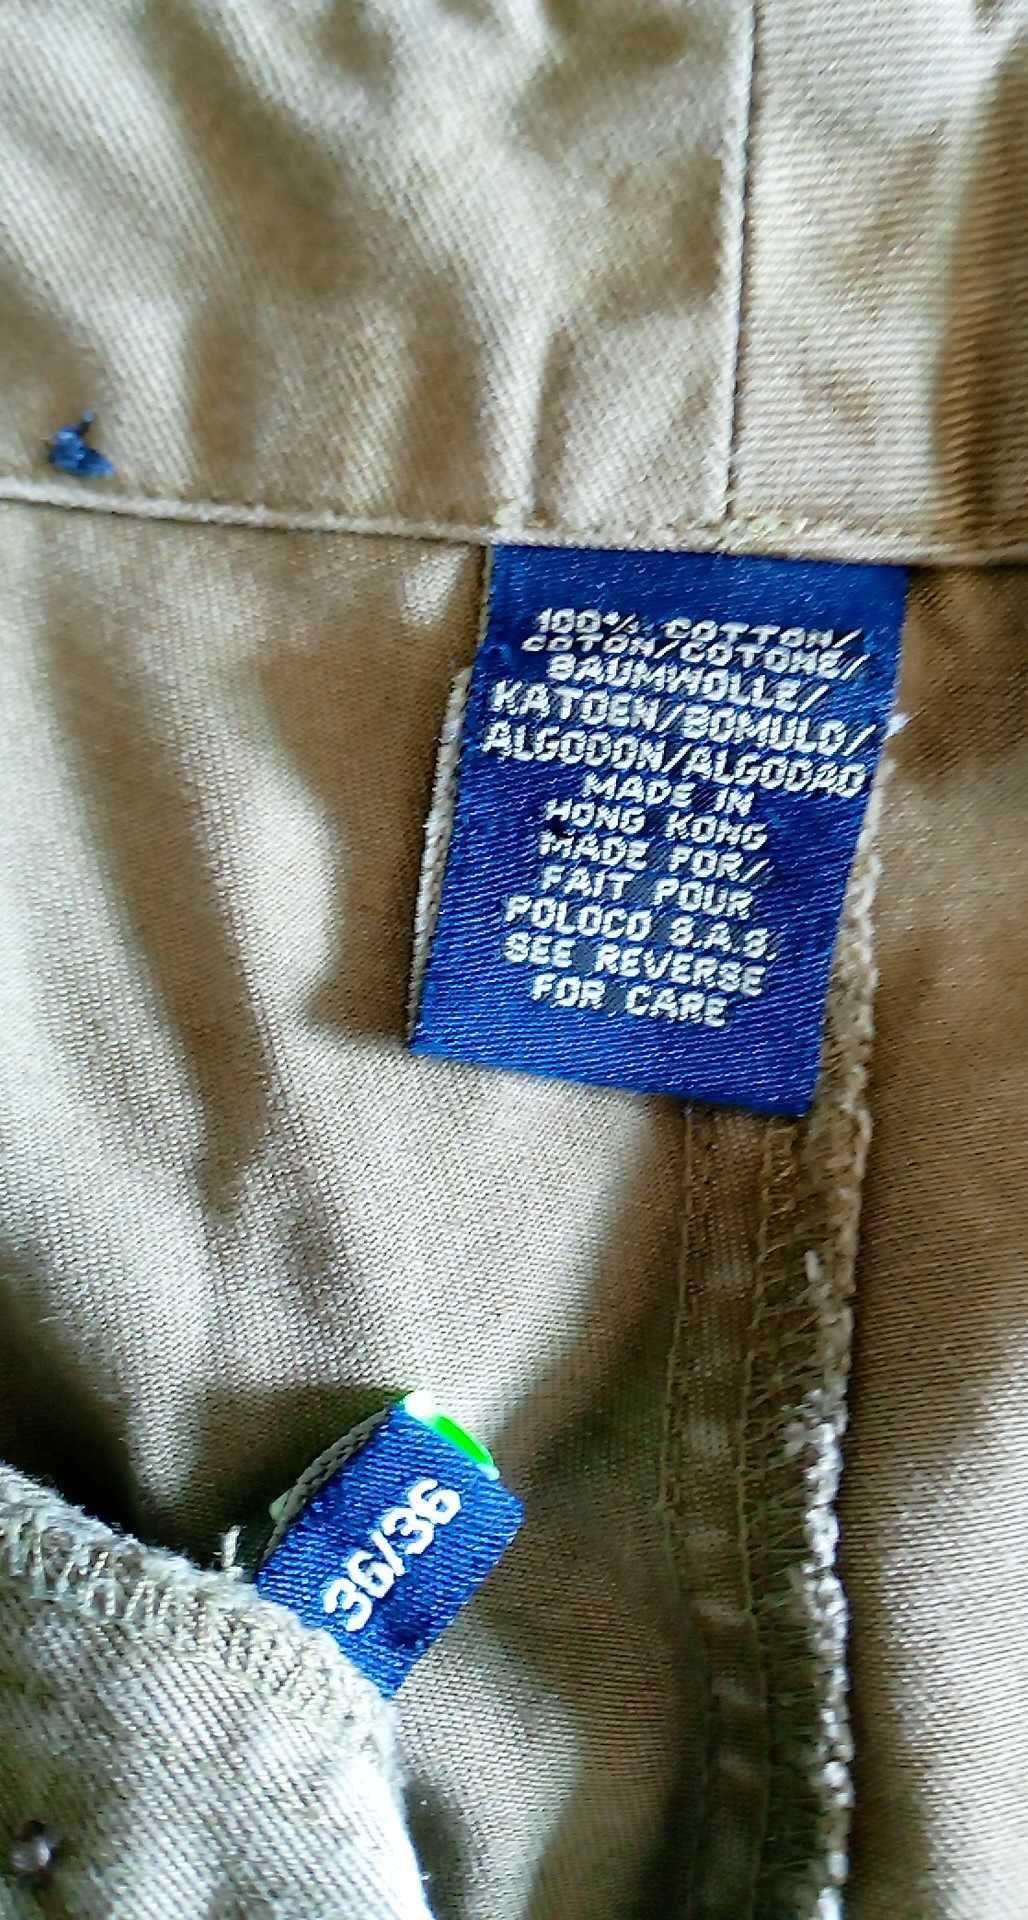 100% COTTON/
COTON/COTONE/
BAUMWOLLE/
KATOEN/BOMULD/
ALGODON/ALGODAO
MADE IN
HONG KONG
MADE FOR/
FAIT POUR
POLOCO S.A.S.
SEE REVERSE
FOR CARE
36/36